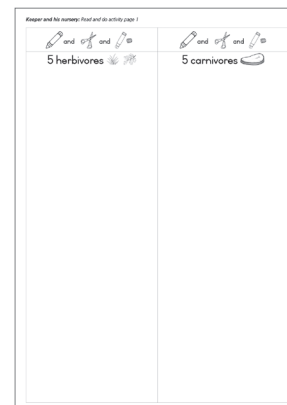 Keeper and his nursery: Read and do activity page 1
and and
and and
5 herbivores
5 carnivores